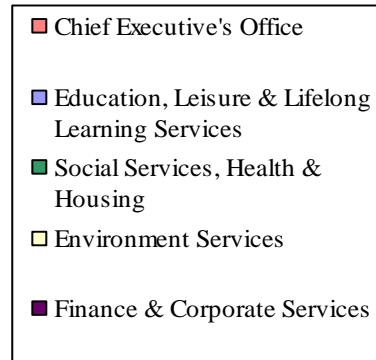 Chief Executive's Office
Education, Leisure & Lifelong
Learning Services
Social Services, Health &
Housing
Environment Services
Finance & Corporate Services